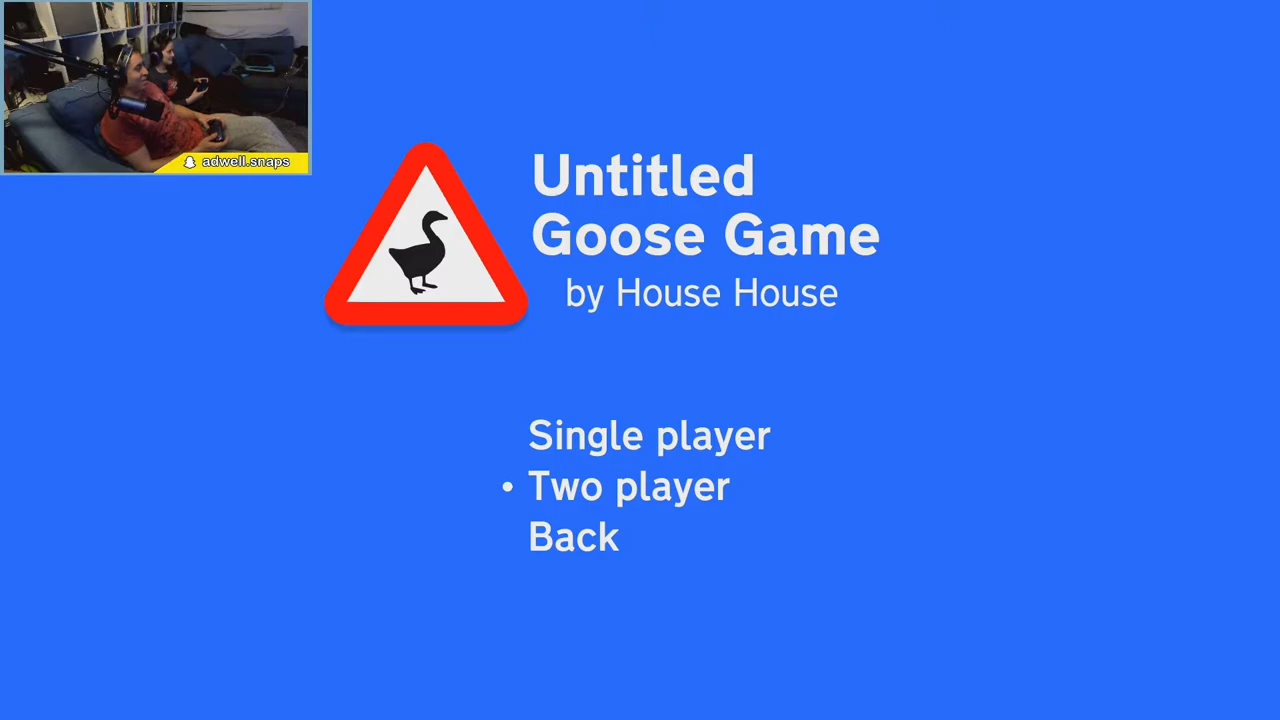 adwell.snaps
Untitled
Goose Game
by House House
Single player
• Two player
Back